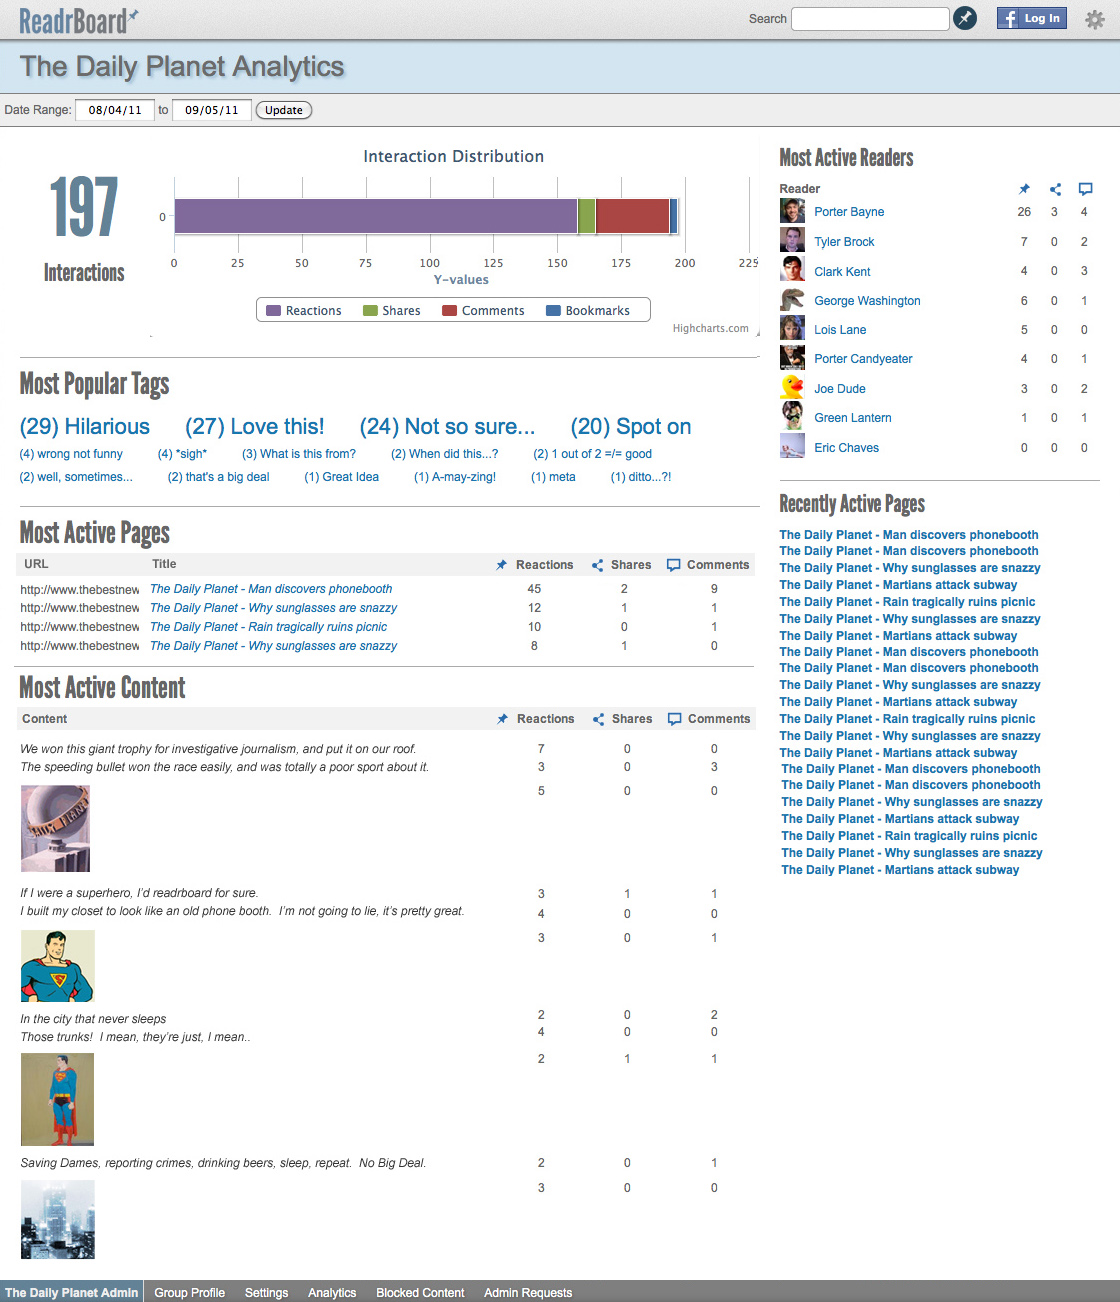 ReadrBoard
Search
Log In
The Daily Planet Analytics
Date Range: 08/04/11 to 09/05/11 Update
197
Interactions
Interaction Distribution
0
0 25 50 75 100 125 150 175 200 225
Y-values
Reactions Shares Comments Bookmarks
Highcharts.com
Most Popular Tags
(29) Hilarious (27) Love this! (24) Not so sure... (20) Spot on
(4) wrong not funny (4) *sigh* (3) What is this from? (2) When did this...? (2) 1 out of 2 =/= good
(2) well, sometimes... (2) that's a big deal (1) Great Idea (1) A-may-zing! (1) meta (1) ditto...?!
Most Active Pages
URL Title Reactions Shares Comments
http://www.thebestnew The Daily Planet - Man discovers phonebooth 45 2 9
http://www.thebestnew The Daily Planet - Why sunglasses are snazzy 12 1 1
http://www.thebestnew The Daily Planet - Rain tragically ruins picnic 10 0 1
http://www.thebestnew The Daily Planet - Why sunglasses are snazzy 8 1 0
Most Active Content
Content Reactions Shares Comments
We won this giant trophy for investigative journalism, and put it on our roof. 7 0 0
The speeding bullet won the race easily, and was totally a poor sport about it. 3 0 3
5 0 0
If I were a superhero, I'd readrboard for sure. 3 1 1
I built my closet to look like an old phone booth. I'm not going to lie, it's pretty great. 4 0 0
3 0 1
In the city that never sleeps 2 0 2
Those trunks! I mean, they're just, I mean.. 4 0 0
2 1 1
Saving Dames, reporting crimes, drinking beers, sleep, repeat. No Big Deal. 2 0 1
3 0 0
Most Active Readers
Reader
Porter Bayne 26 3 4
Tyler Brock 7 0 2
Clark Kent 4 0 3
George Washington 6 0 1
Lois Lane 5 0 0
Porter Candyeater 4 0 1
Joe Dude 3 0 2
Green Lantern 1 0 1
Eric Chaves 0 0 0
Recently Active Pages
The Daily Planet - Man discovers phonebooth
The Daily Planet - Man discovers phonebooth
The Daily Planet - Why sunglasses are snazzy
The Daily Planet - Martians attack subway
The Daily Planet - Rain tragically ruins picnic
The Daily Planet - Why sunglasses are snazzy
The Daily Planet - Martians attack subway
The Daily Planet - Man discovers phonebooth
The Daily Planet - Man discovers phonebooth
The Daily Planet - Why sunglasses are snazzy
The Daily Planet - Martians attack subway
The Daily Planet - Rain tragically ruins picnic
The Daily Planet - Why sunglasses are snazzy
The Daily Planet - Martians attack subway
The Daily Planet - Man discovers phonebooth
The Daily Planet - Man discovers phonebooth
The Daily Planet - Why sunglasses are snazzy
The Daily Planet - Martians attack subway
The Daily Planet - Rain tragically ruins picnic
The Daily Planet - Why sunglasses are snazzy
The Daily Planet - Martians attack subway
The Daily Planet Admin Group Profile Settings Analytics Blocked Content Admin Requests